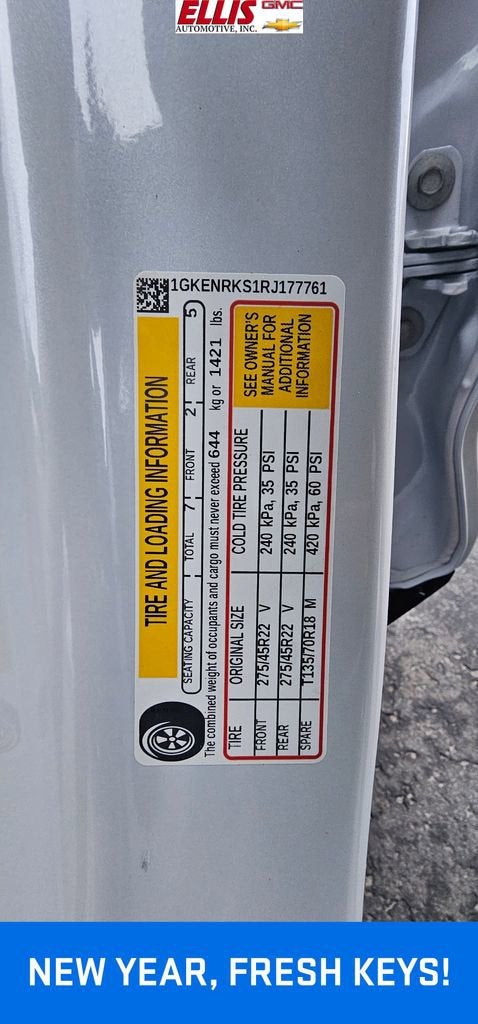 ELLIS
GMC
AUTOMOTIVE, INC.
1GKENRKS1RJ177761
TIRE AND LOADING INFORMATION
SEATING CAPACITY TOTAL 7 FRONT 2 REAR 5
The combined weight of occupants and cargo must never exceed 644 kg or 1421 lbs.
TIRE ORIGINAL SIZE COLD TIRE PRESSURE
FRONT 275/45R22 V 240 kPa, 35 PSI
REAR 275/45R22 V 240 kPa, 35 PSI
SPARE T135/70R18 M 420 kPa, 60 PSI
SEE OWNER'S
MANUAL FOR
ADDITIONAL
INFORMATION
NEW YEAR, FRESH KEYS!